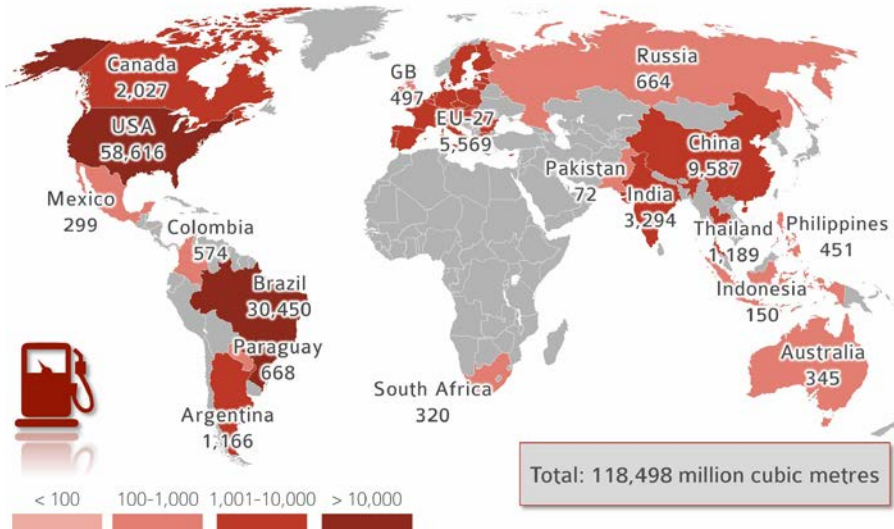 Canada
2,027
USA
58,616
Mexico
299
Colombia
574
Brazil
30,450
Paraguay
668
Argentina
1,166
GB
497
EU-27
5,569
Russia
664
China
9,587
Pakistan
72
India
3,294
Thailand
1,189
Philippines
451
Indonesia
150
Australia
345
South Africa
320
Total: 118,498 million cubic metres
< 100 100-1,000 1,001-10,000 > 10,000